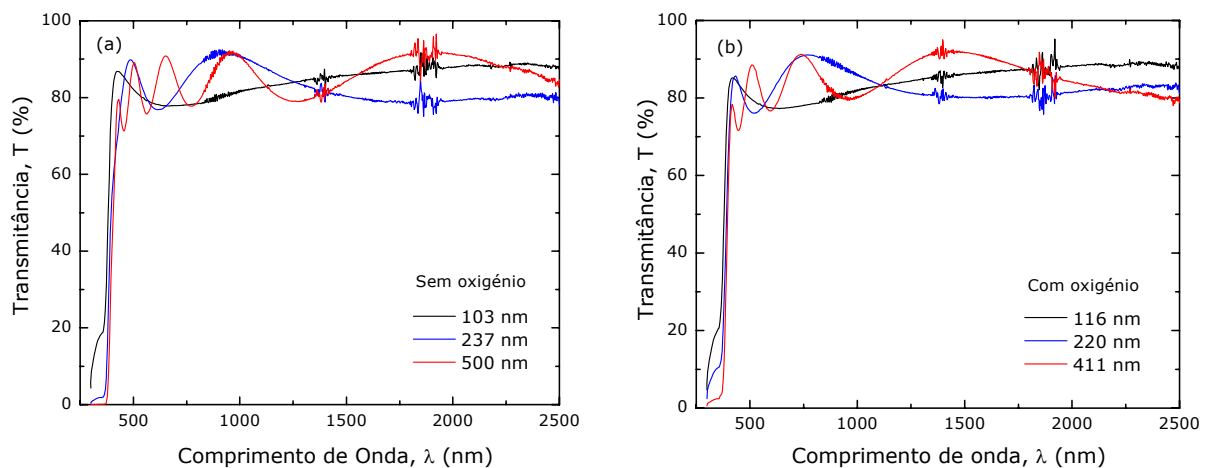 (a)
Transmitância, T (%)
100
80
60
40
20
0
Sem oxigénio
103 nm
237 nm
500 nm
500
1000
1500
2000
2500
Comprimento de Onda, λ (nm)
(b)
Transmitância, T (%)
100
80
60
40
20
0
Com oxigénio
116 nm
220 nm
411 nm
500
1000
1500
2000
2500
Comprimento de onda, λ (nm)